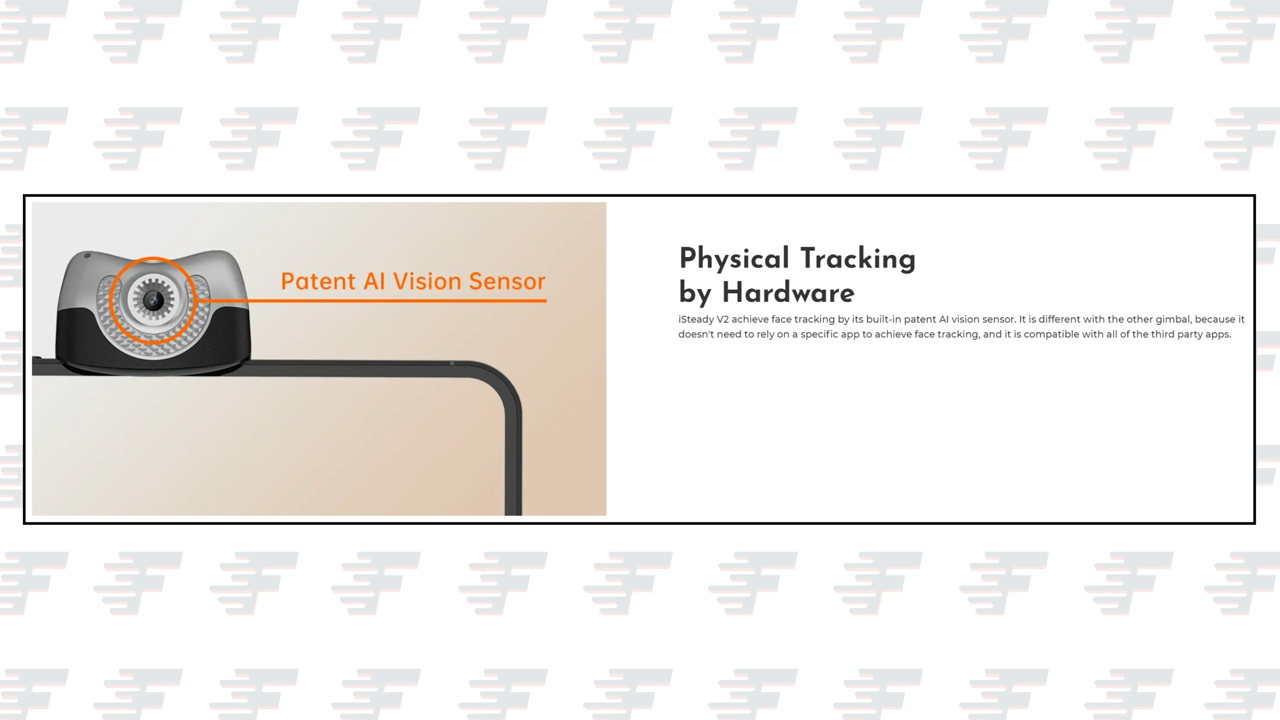 Patent AI Vision Sensor
Physical Tracking
by Hardware
iSteady V2 achieve face tracking by its built-in patent AI vision sensor. It is different with the other gimbal, because it
doesn't need to rely on a specific app to achieve face tracking, and it is compatible with all of the third party apps.